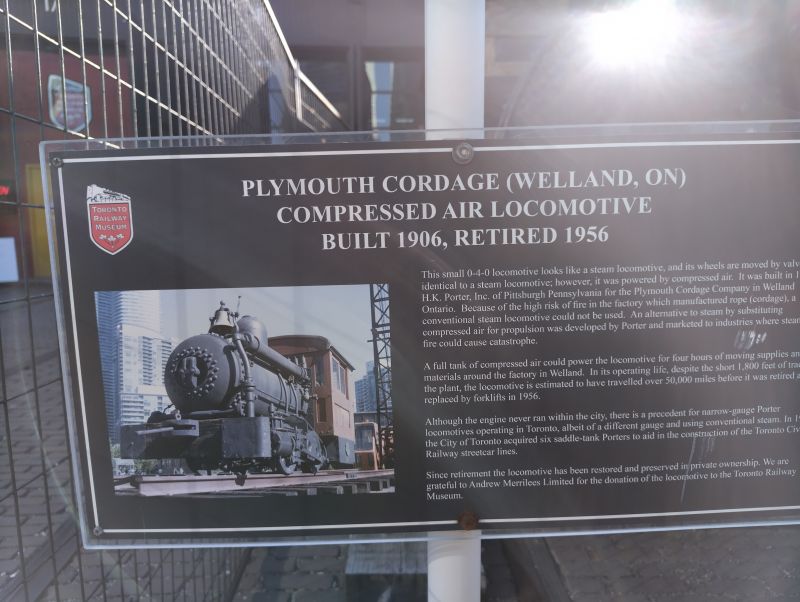 TORONTO
RAILWAY
MUSEUM
PLYMOUTH CORDAGE (WELLAND, ON)
COMPRESSED AIR LOCOMOTIVE
BUILT 1906, RETIRED 1956
This small 0-4-0 locomotive looks like a steam locomotive, and its wheels are moved by
identical to a steam locomotive; however, it was powered by compressed air. It was built in
H.K. Porter, Inc. of Pittsburgh Pennsylvania for the Plymouth Cordage Company in Welland
Ontario. Because of the high risk of fire in the factory which manufactured rope (cordage), a
conventional steam locomotive could not be used. An alternative to steam by substituting
compressed air for propulsion was developed by Porter and marketed to industries where
fire could cause catastrophe.
A full tank of compressed air could power the locomotive for four hours of moving supplies
materials around the factory in Welland. In its operating life, despite the short 1,800 feet of
the plant, the locomotive is estimated to have travelled over 50,000 miles before it was retired
replaced by forklifts in 1956.
Although the engine never ran within the city, there is a precedent for narrow-gauge Porter
locomotives operating in Toronto, albeit of a different gauge and using conventional steam. In
the City of Toronto acquired six saddle-tank Porters to aid in the construction of the Toronto
Railway streetcar lines.
Since retirement the locomotive has been restored and preserved in private ownership. We are
grateful to Andrew Merrilees Limited for the donation of the locomotive to the Toronto Railway
Museum.